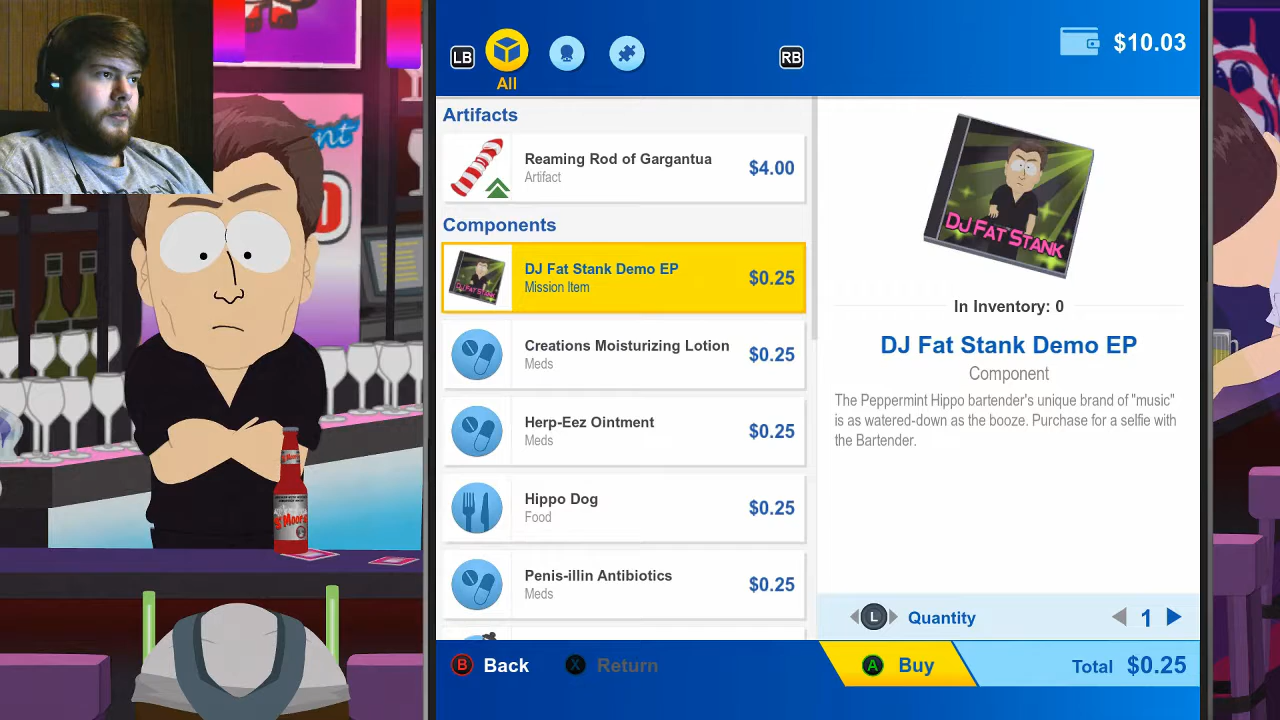 LB
All
RB
$10.03
Artifacts
Reaming Rod of Gargantua
Artifact
$4.00
Components
DJ Fat Stank Demo EP
Mission Item
$0.25
Creations Moisturizing Lotion
Meds
$0.25
Herp-Eez Ointment
Meds
$0.25
Hippo Dog
Food
$0.25
Penis-illin Antibiotics
Meds
$0.25
DJ FAT STANK
In Inventory: 0
DJ Fat Stank Demo EP
Component
The Peppermint Hippo bartender's unique brand of "music"
is as watered-down as the booze. Purchase for a selfie with
the Bartender.
L Quantity 1
B Back
X Return
A Buy
Total $0.25